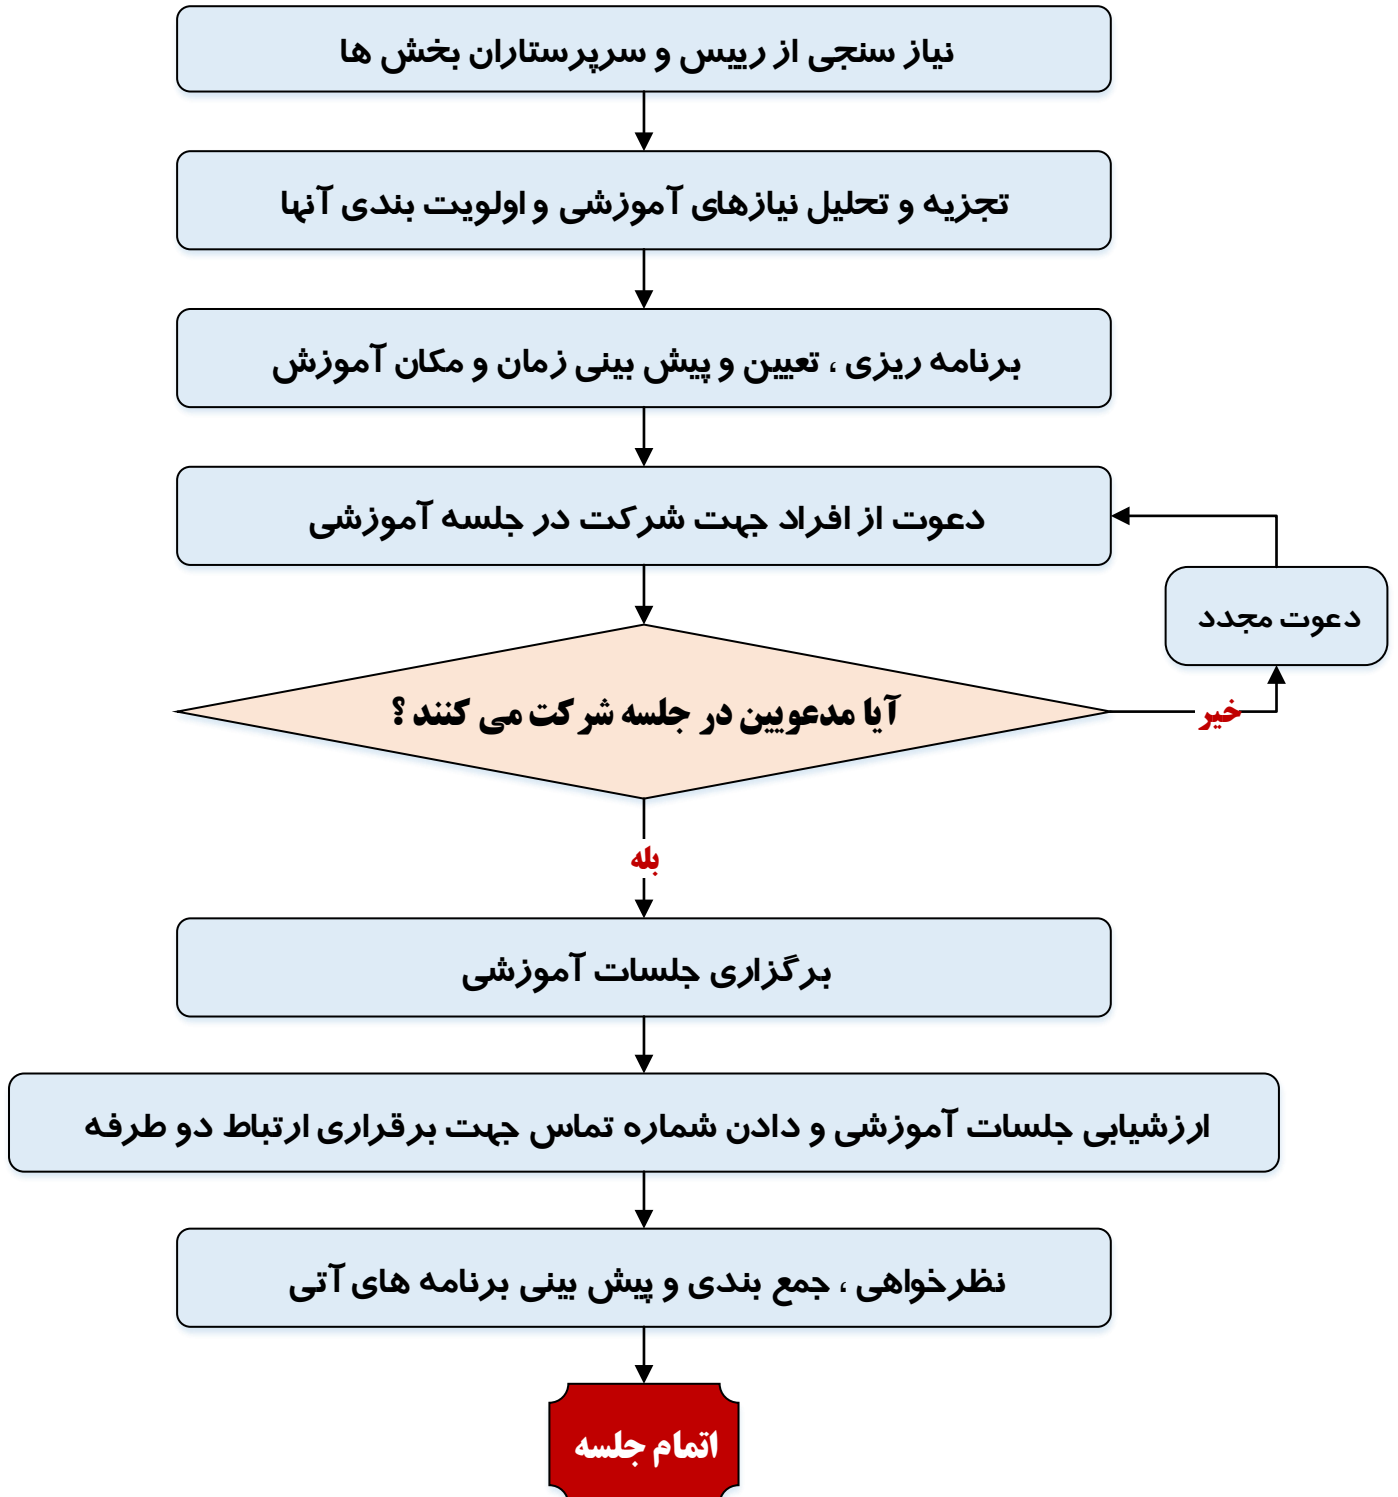 نیاز سنجی از رییس و سرپرستاران بخش ها
تجزیه و تحلیل نیازهای آموزشی و اولویت بندی آنها
برنامه ریزی ، تعیین و پیش بینی زمان و مکان آموزش
دعوت از افراد جهت شرکت در جلسه آموزشی
دعوت مجدد
آیا مدعویین در جلسه شرکت می کنند ؟
خیر
بله
برگزاری جلسات آموزشی
ارزشیابی جلسات آموزشی و دادن شماره تماس جهت برقراری ارتباط دو طرفه
نظرخواهی ، جمع بندی و پیش بینی برنامه های آتی
اتمام جلسه